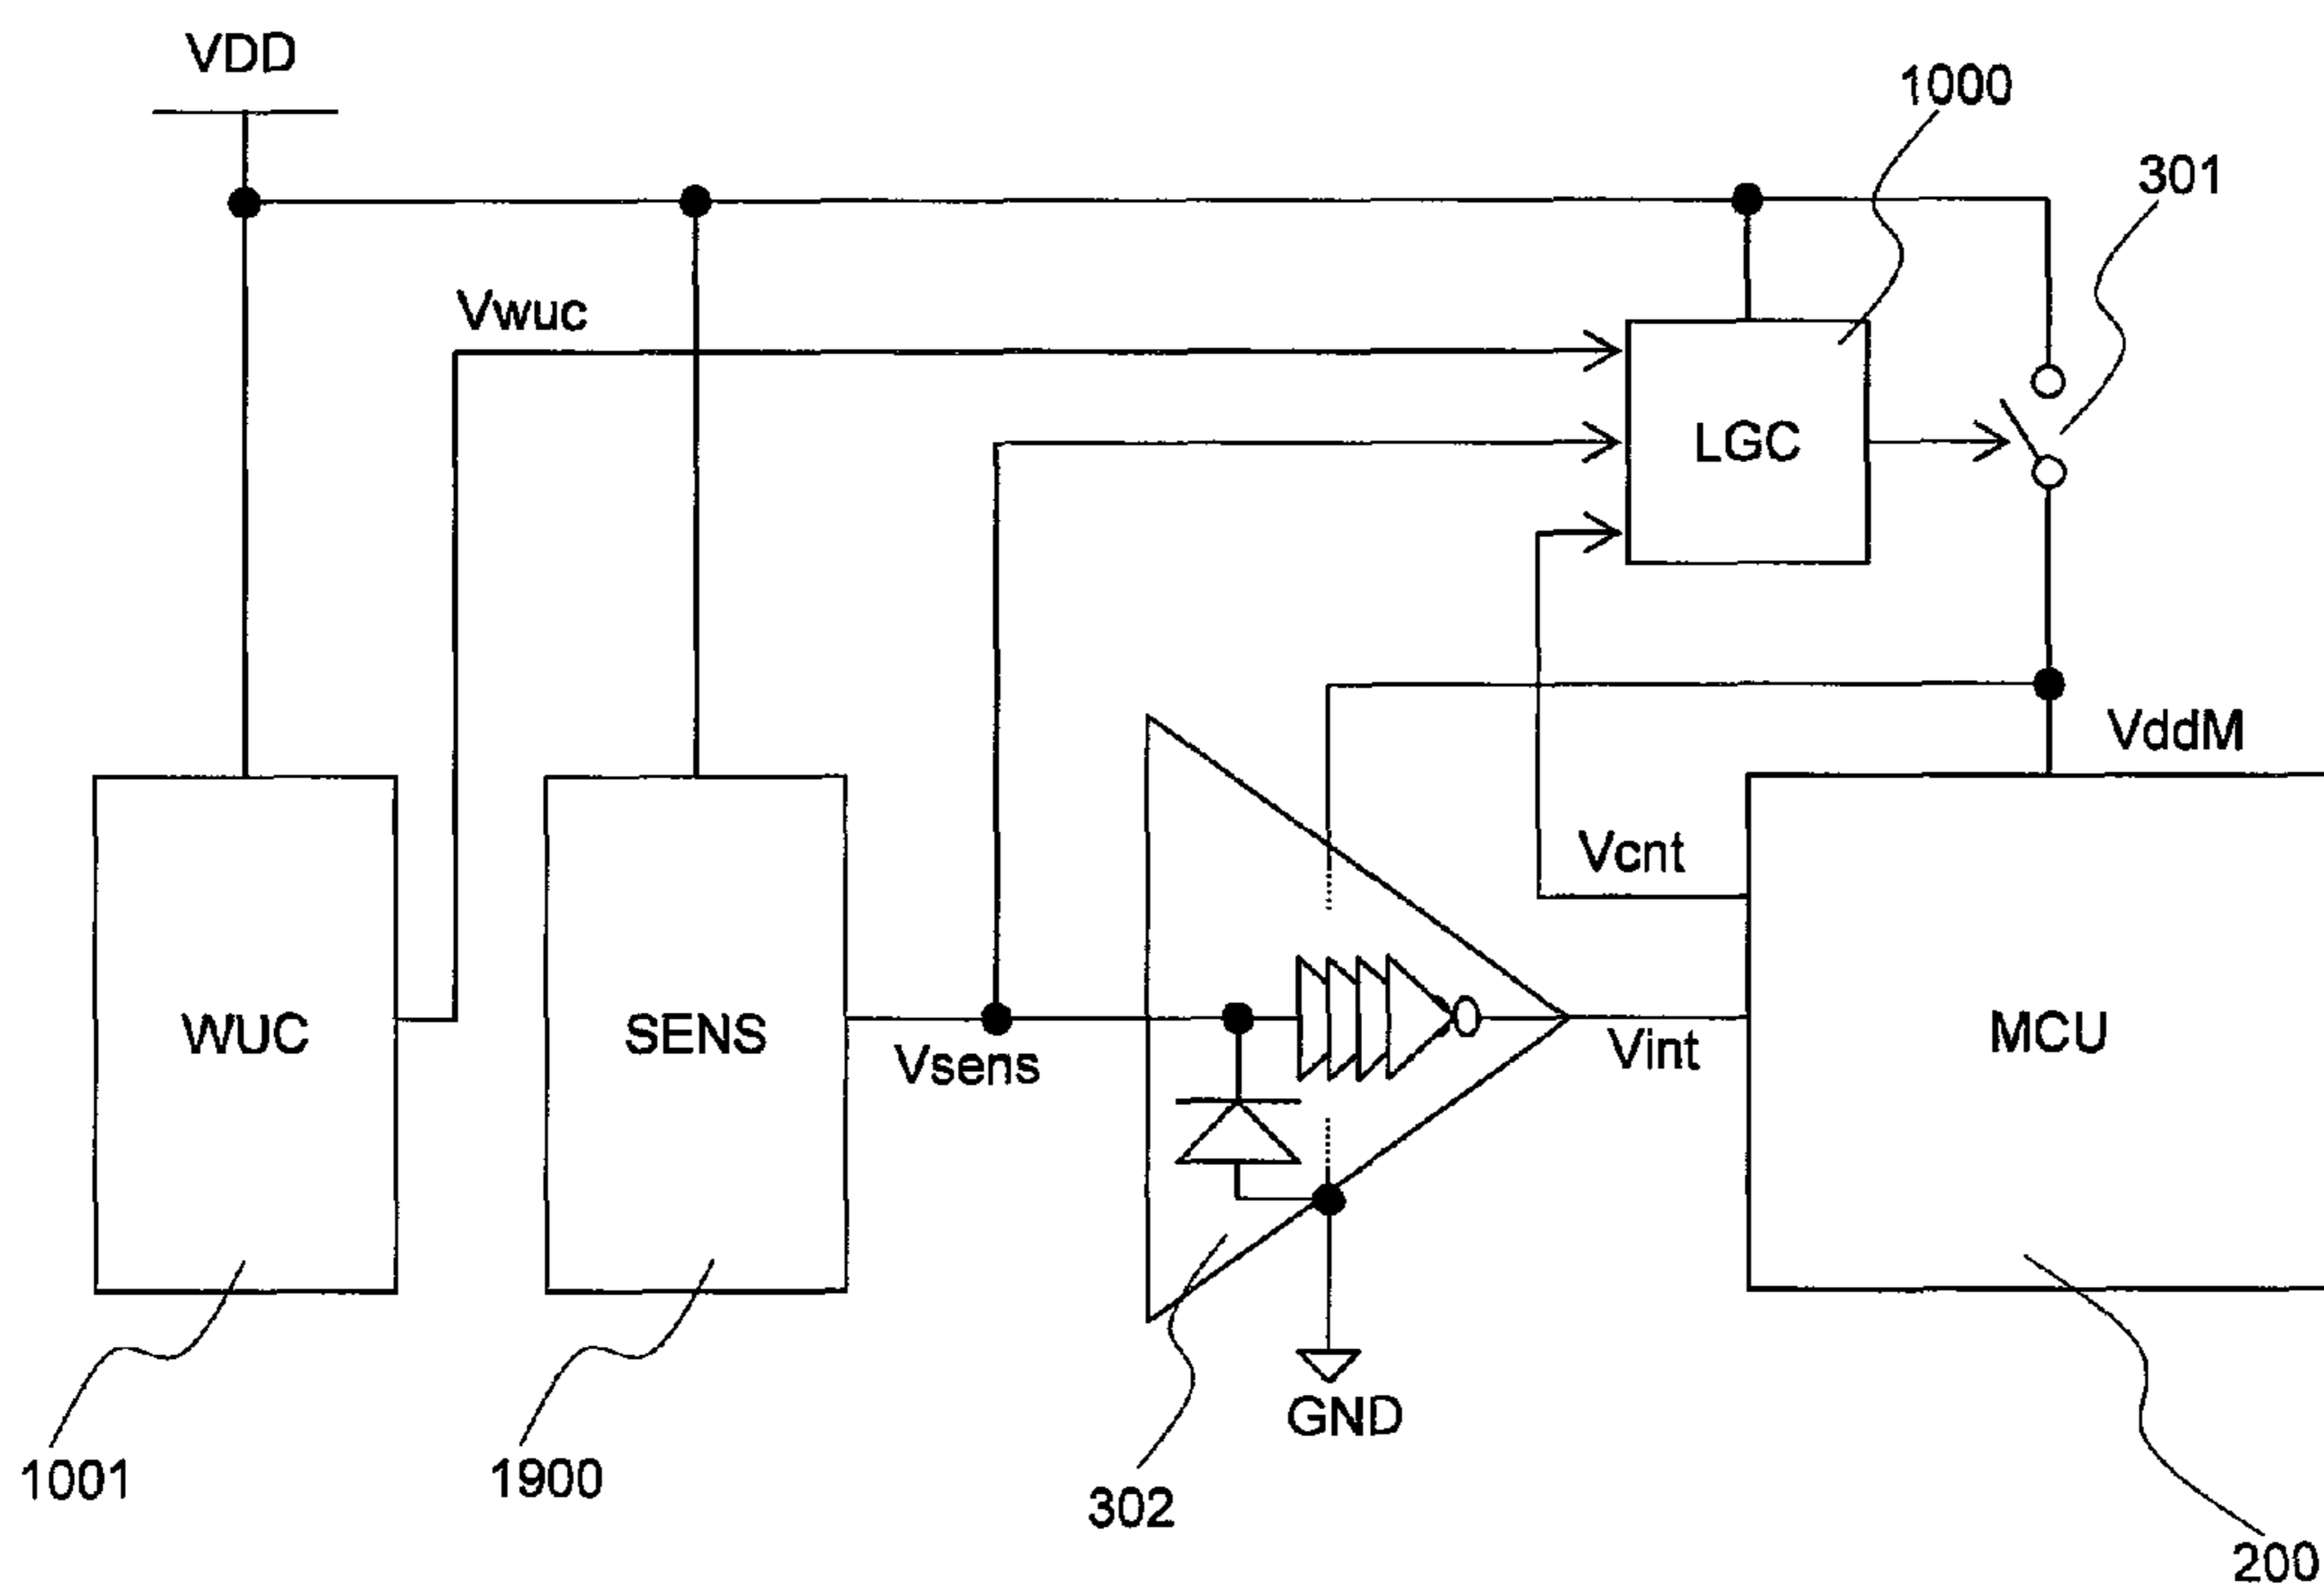 VDD
1000
301
Vwuc
LGC
VddM
Vcnt
WUC
SENS
Vsens
Vint
MCU
GND
1001
1900
302
200